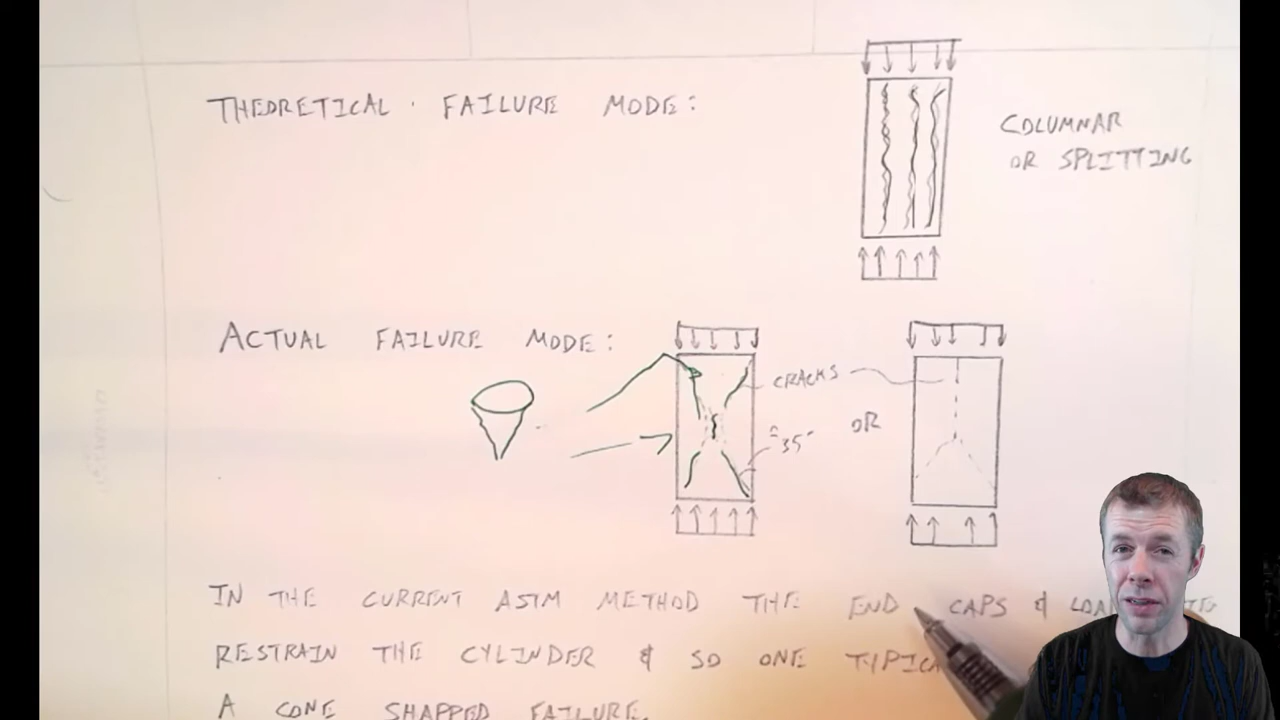 THEORETICAL FAILURE MODE:
COLUMNAR
OR SPLITTING
ACTUAL FAILURE MODE:
CRACKS
OR
≈35°
IN THE CURRENT ASTM METHOD THE END CAPS &
RESTRAIN THE CYLINDER & SO ONE
A CONE SHAPPED FAILURE.